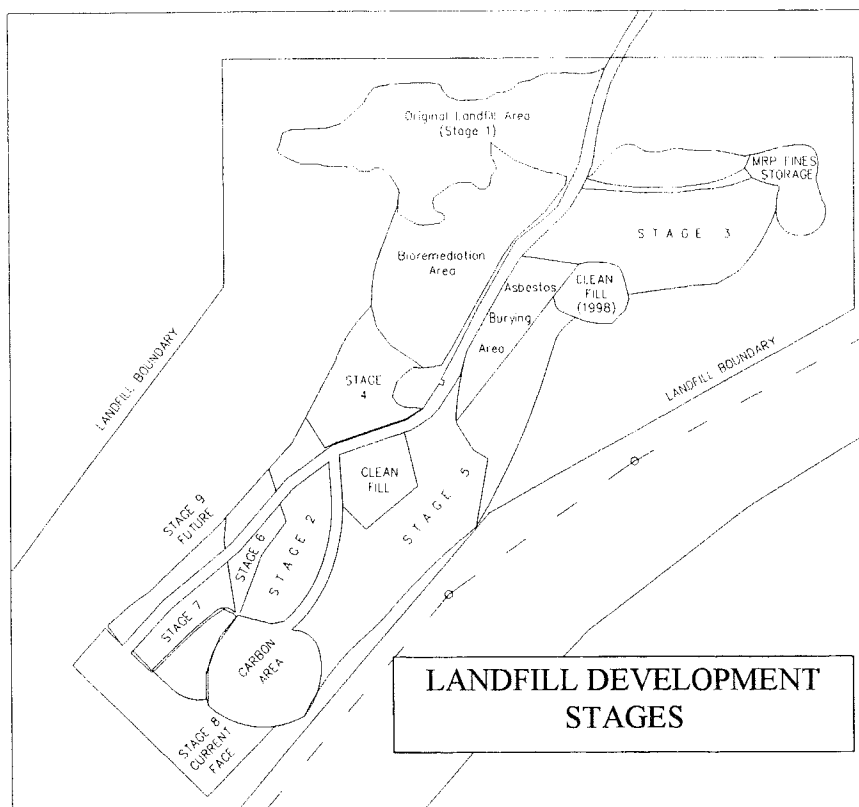 Original Landfill Area
(Stage 1)
MRP FINES
STORAGE
STAGE 3
Bioremediation
Area
Asbestos
Burying
Area
CLEAN
FILL
(1998)
LANDFILL BOUNDARY
LANDFILL BOUNDARY
STAGE
4
CLEAN
FILL
STAGE 5
STAGE 9
FUTURE
STAGE 6
STAGE 2
STAGE 7
CARBON
AREA
STAGE 8
CURRENT
FACE
LANDFILL DEVELOPMENT
STAGES